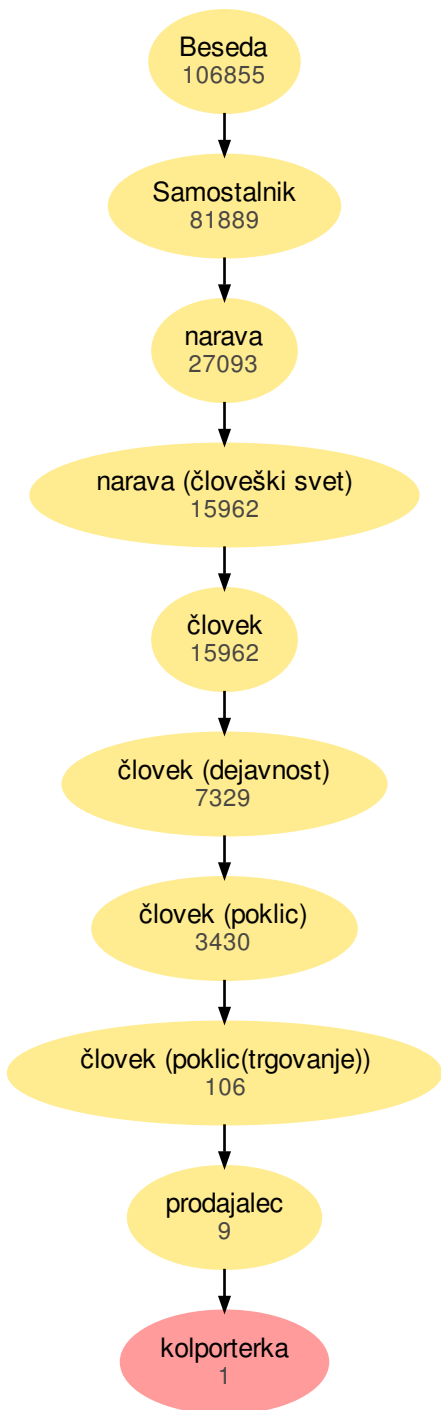 Beseda
106855
Samostalnik
81889
narava
27093
narava (človeški svet)
15962
človek
15962
človek (dejavnost)
7329
človek (poklic)
3430
človek (poklic(trgovanje))
106
prodajalec
9
kolporterka
1